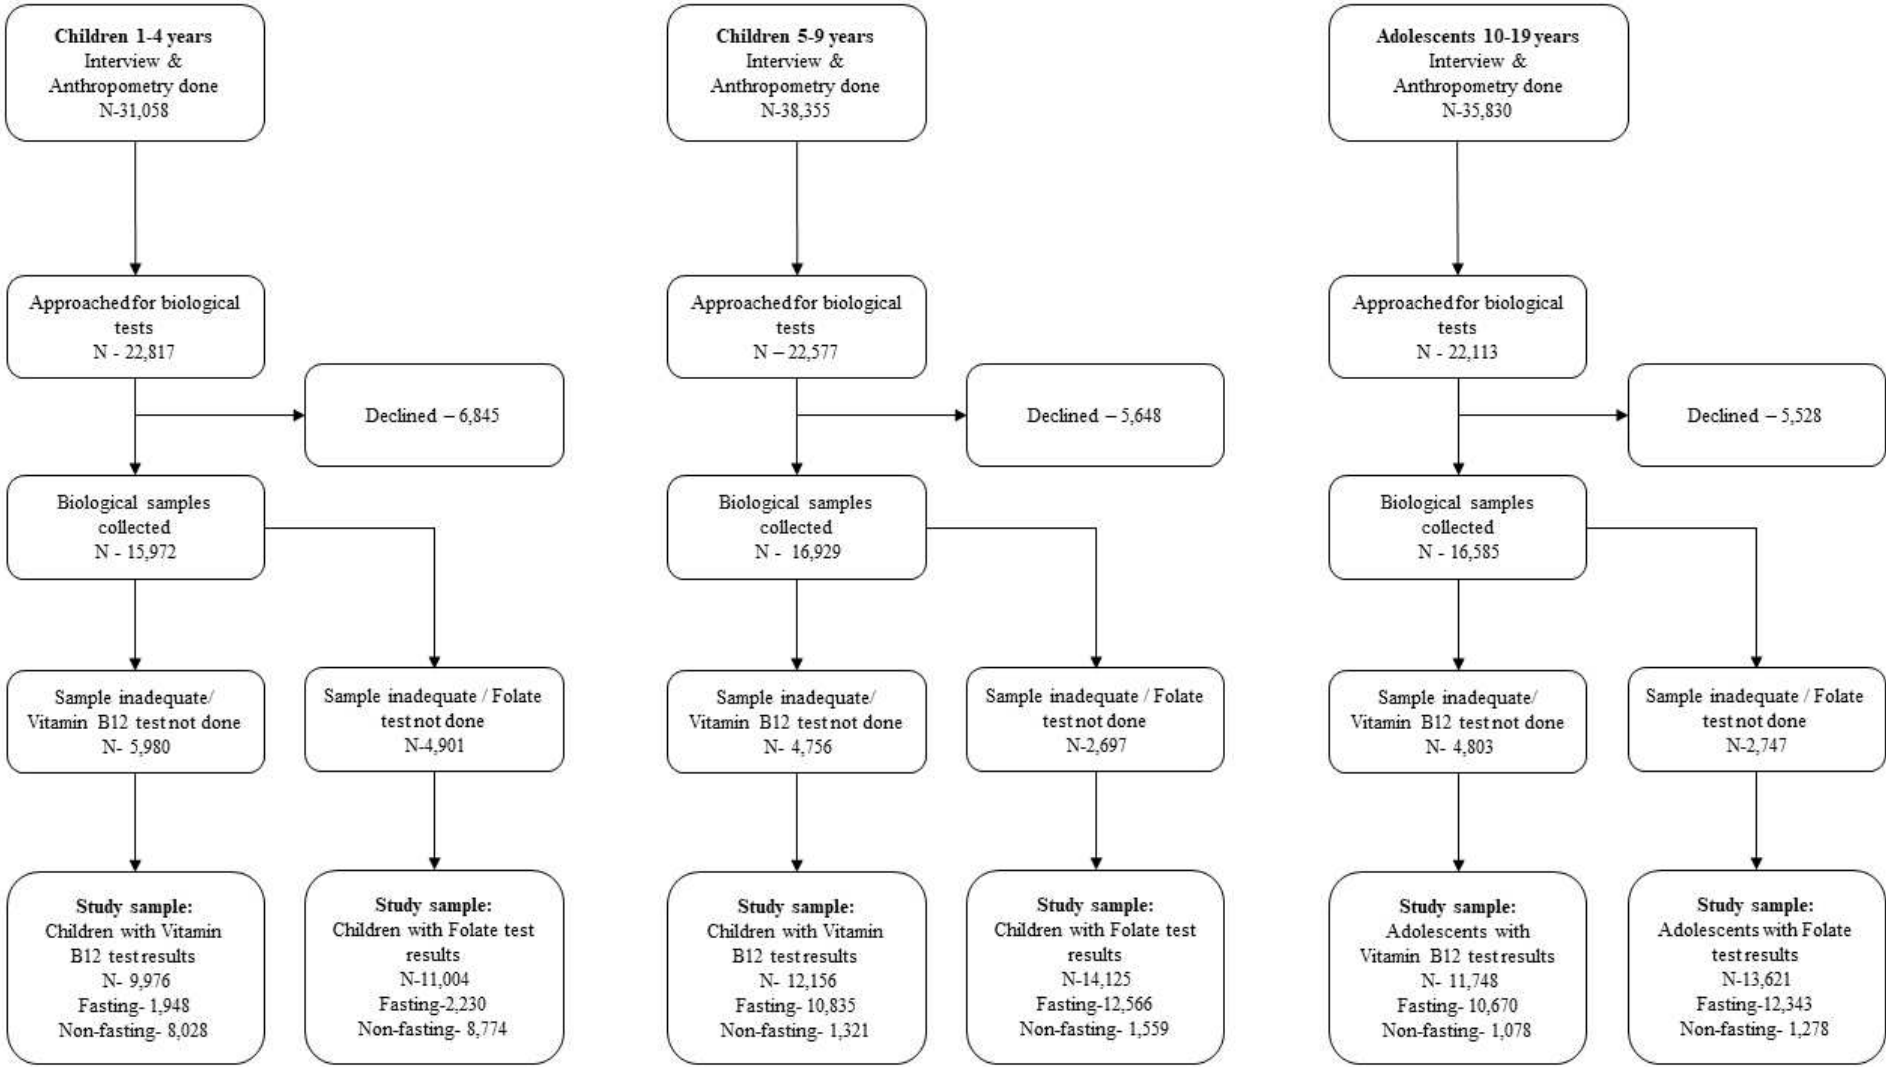 Children 1-4 years
Interview &
Anthropometry done
N-31,058
Children 5-9 years
Interview &
Anthropometry done
N-38,355
Adolescents 10-19 years
Interview &
Anthropometry done
N-35,830
Approached for biological
tests
N - 22,817
Approached for biological
tests
N – 22,577
Approached for biological
tests
N - 22,113
Declined – 6,845
Declined – 5,648
Declined – 5,528
Biological samples
collected
N - 15,972
Biological samples
collected
N - 16,929
Biological samples
collected
N - 16,585
Sample inadequate/
Vitamin B12 test not done
N- 5,980
Sample inadequate / Folate
test not done
N-4,901
Sample inadequate/
Vitamin B12 test not done
N- 4,756
Sample inadequate / Folate
test not done
N-2,697
Sample inadequate/
Vitamin B12 test not done
N- 4,803
Sample inadequate / Folate
test not done
N-2,747
Study sample:
Children with Vitamin
B12 test results
N- 9,976
Fasting- 1,948
Non-fasting- 8,028
Study sample:
Children with Folate test
results
N-11,004
Fasting-2,230
Non-fasting- 8,774
Study sample:
Children with Vitamin
B12 test results
N- 12,156
Fasting- 10,835
Non-fasting- 1,321
Study sample:
Children with Folate test
results
N-14,125
Fasting-12,566
Non-fasting- 1,559
Study sample:
Adolescents with
Vitamin B12 test results
N- 11,748
Fasting- 10,670
Non-fasting- 1,078
Study sample:
Adolescents with Folate
test results
N-13,621
Fasting-12,343
Non-fasting- 1,278